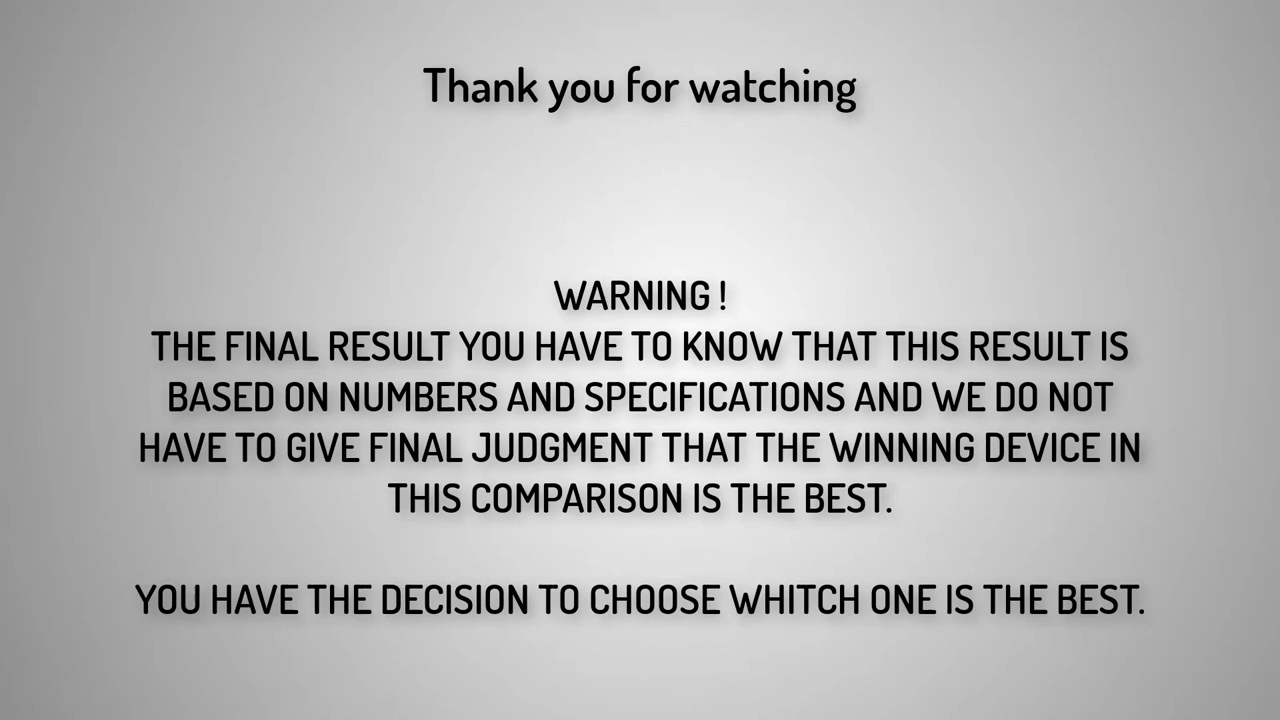 Thank you for watching
WARNING !
THE FINAL RESULT YOU HAVE TO KNOW THAT THIS RESULT IS
BASED ON NUMBERS AND SPECIFICATIONS AND WE DO NOT
HAVE TO GIVE FINAL JUDGMENT THAT THE WINNING DEVICE IN
THIS COMPARISON IS THE BEST.
YOU HAVE THE DECISION TO CHOOSE WHITCH ONE IS THE BEST.